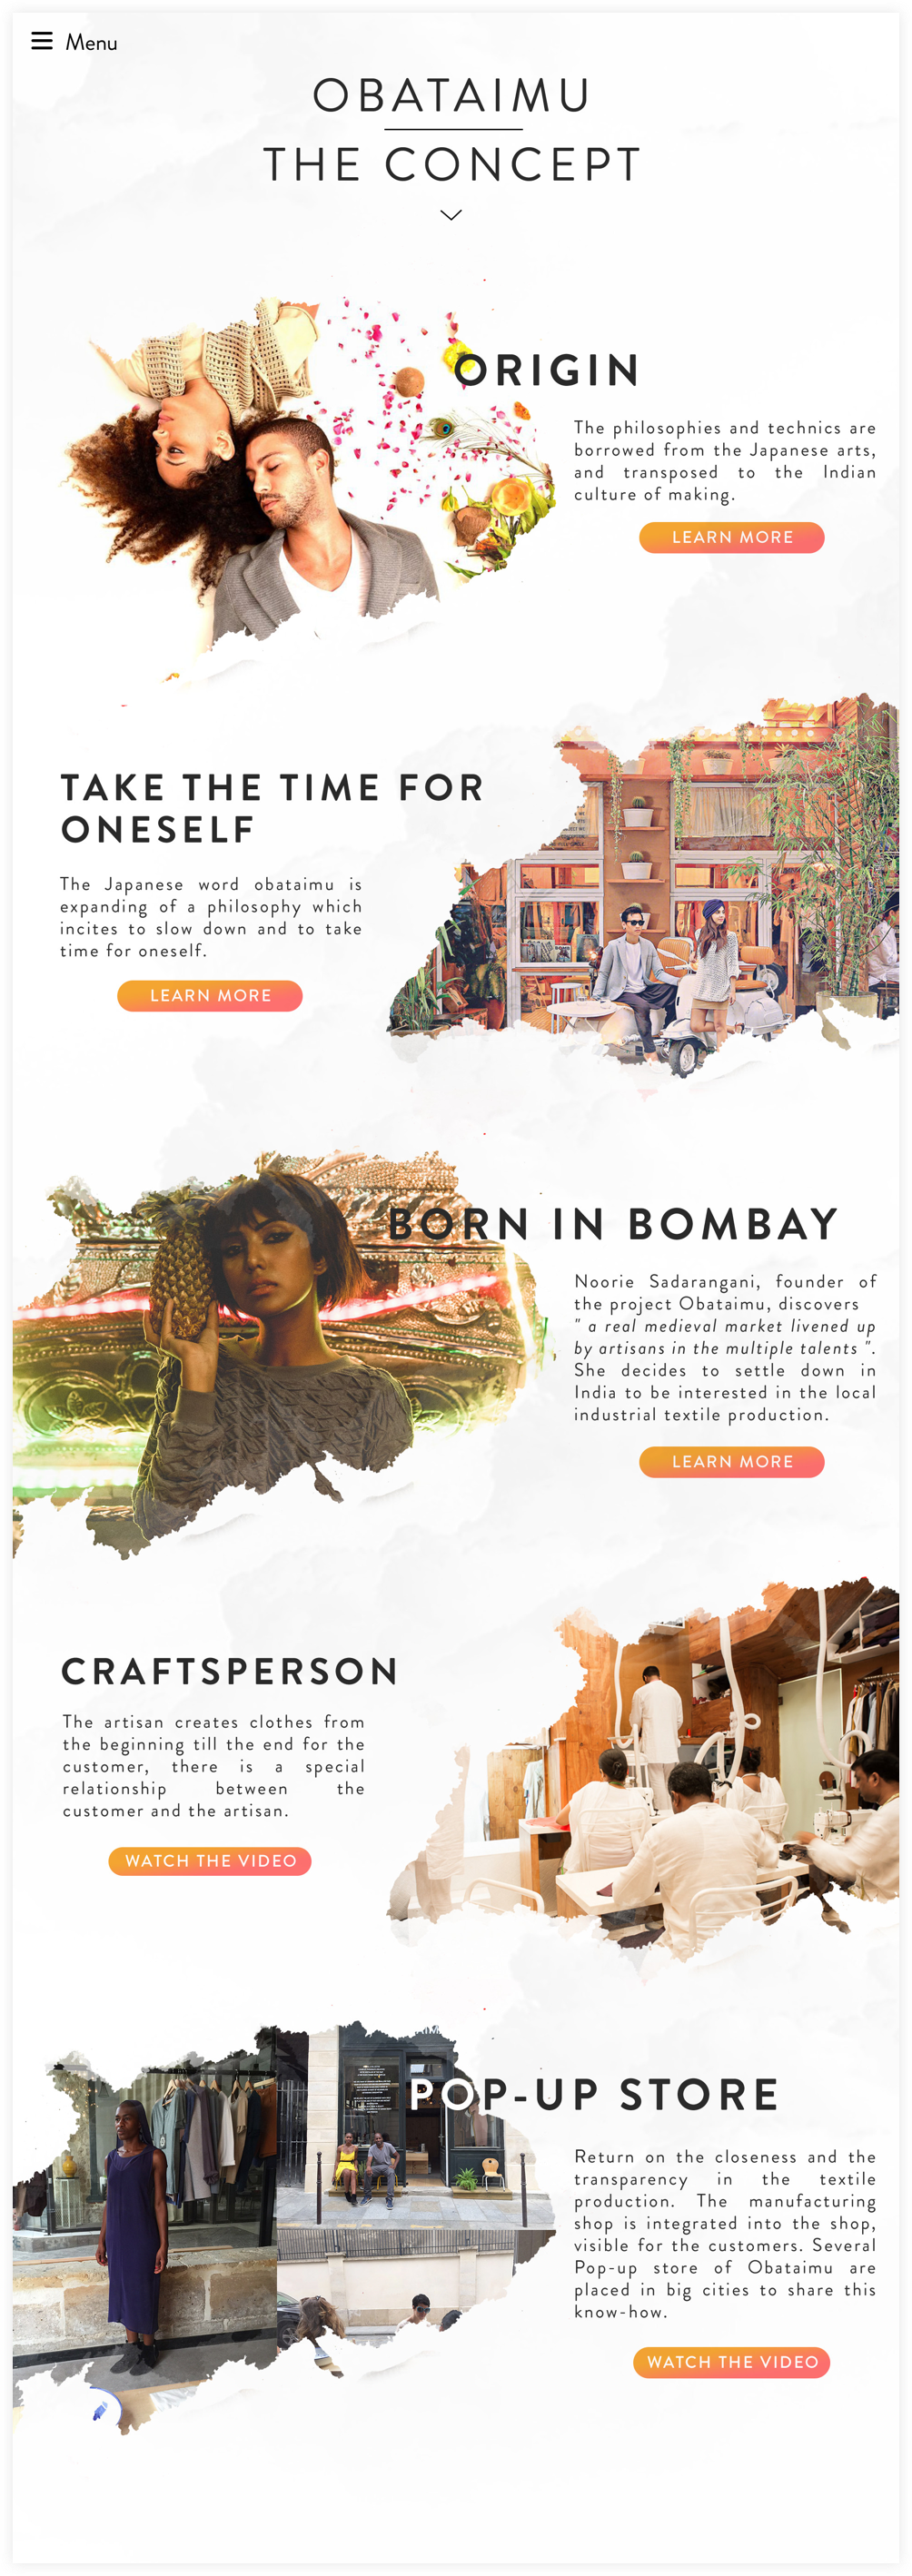 Menu
OBATAIMU
THE CONCEPT
ORIGIN
The philosophies and technics are
borrowed from the Japanese arts,
and transposed to the Indian
culture of making.
LEARN MORE
TAKE THE TIME FOR
ONESELF
The Japanese word obataimu is
expanding of a philosophy which
incites to slow down and to take
time for oneself.
LEARN MORE
BORN IN BOMBAY
Noorie Sadarangani, founder of
the project Obataimu, discovers
" a real medieval market livened up
by artisans in the multiple talents ".
She decides to settle down in
India to be interested in the local
industrial textile production.
LEARN MORE
CRAFTSPERSON
The artisan creates clothes from
the beginning till the end for the
customer, there is a special
relationship between the
customer and the artisan.
WATCH THE VIDEO
POP-UP STORE
Return on the closeness and the
transparency in the textile
production. The manufacturing
shop is integrated into the shop,
visible for the customers. Several
Pop-up store of Obataimu are
placed in big cities to share this
know-how.
WATCH THE VIDEO